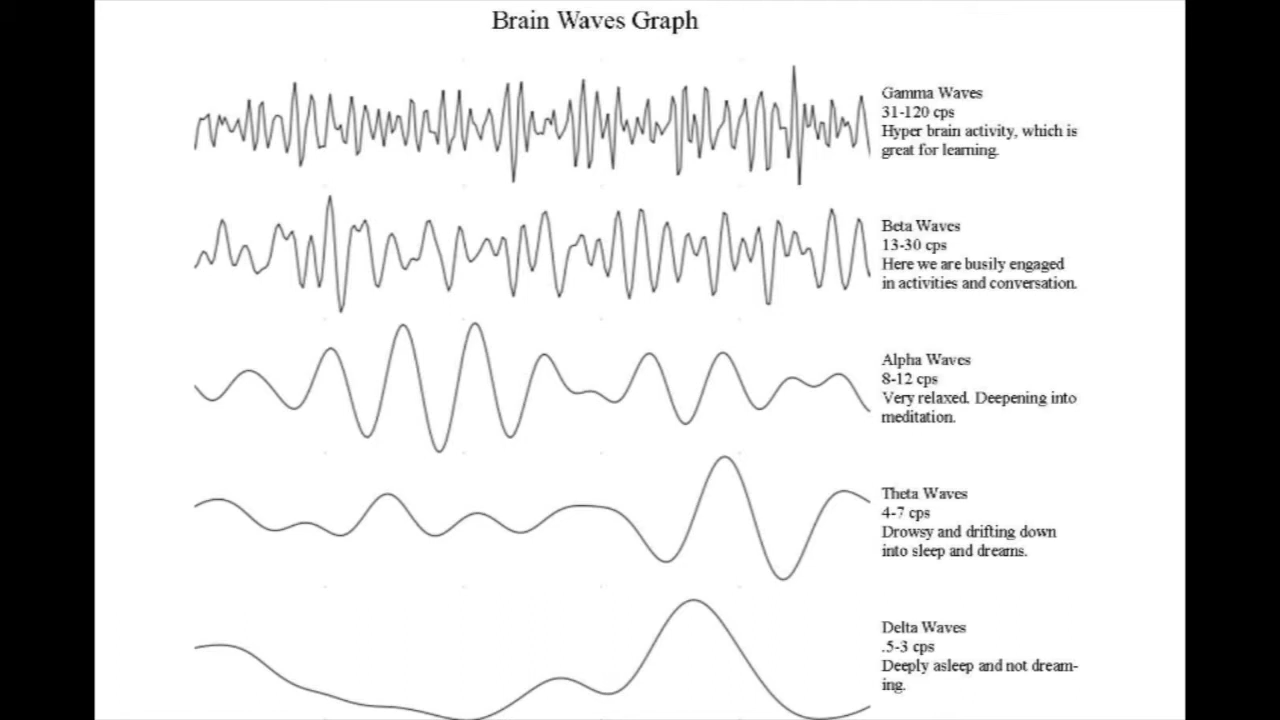 Brain Waves Graph
Gamma Waves
31-120 cps
Hyper brain activity, which is
great for learning.
Beta Waves
13-30 cps
Here we are busily engaged
in activities and conversation.
Alpha Waves
8-12 cps
Very relaxed. Deepening into
meditation.
Theta Waves
4-7 cps
Drowsy and drifting down
into sleep and dreams.
Delta Waves
.5-3 cps
Deeply asleep and not dream-
ing.